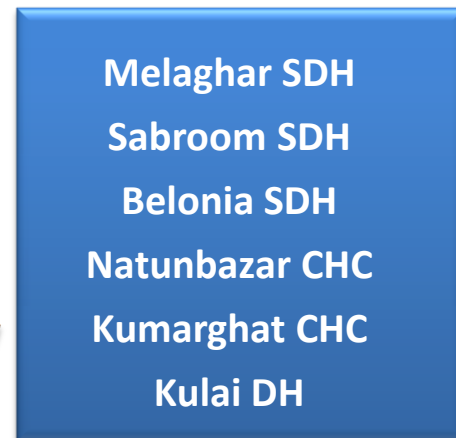 Melaghar SDH
Sabroom SDH
Belonia SDH
Natunbazar CHC
Kumarghat CHC
Kulai DH